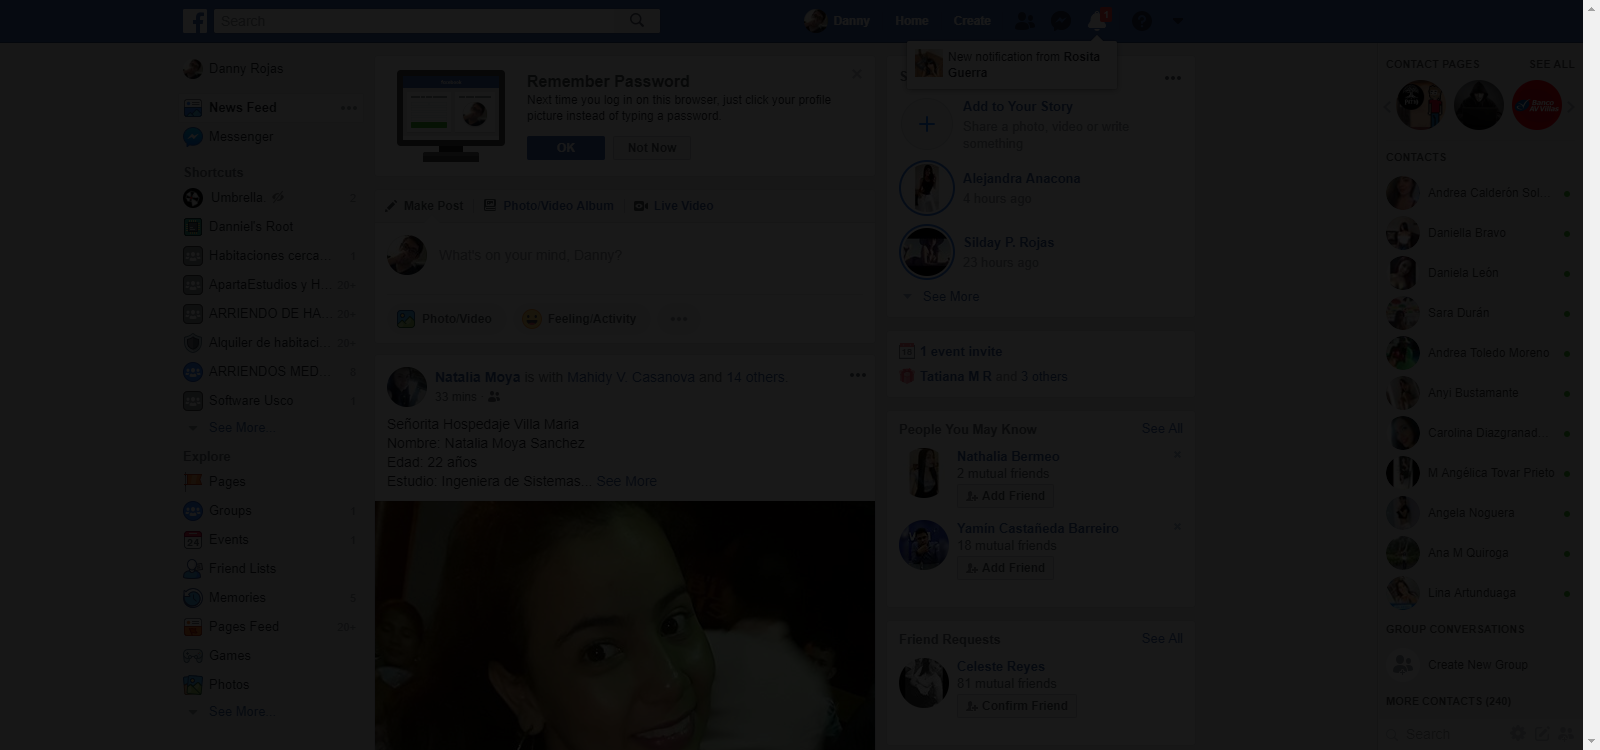 Search
Danny
Home
Create
New notification from Rosita
Guerra
Danny Rojas
News Feed
Messenger
Shortcuts
Umbrella.
2
Danniel's Root
Habitaciones cerca...
ApartaEstudios y H...
20+
ARRIENDO DE HA...
20+
Alquiler de habitaci...
20+
ARRIENDOS MED...
Software Usco
1
See More...
Explore
Pages
Groups
1
Events
1
Friend Lists
Memories
5
Pages Feed
20+
Games
Photos
See More...
Remember Password
Next time you log in on this browser, just click your profile
picture instead of typing a password.
OK
Not Now
Make Post
Photo/Video Album
Live Video
What's on your mind, Danny?
Photo/Video
Feeling/Activity
Natalia Moya is with Mahidy V. Casanova and 14 others.
33 mins
Señorita Hospedaje Villa Maria
Nombre: Natalia Moya Sanchez
Edad: 22 años
Estudio: Ingeniera de Sistemas... See More
Add to Your Story
Share a photo, video or write
something
Alejandra Anacona
4 hours ago
Silday P. Rojas
23 hours ago
See More
1 event invite
Tatiana M R and 3 others
People You May Know
See All
Nathalia Bermeo
2 mutual friends
Add Friend
Yamin Castañeda Barreiro
18 mutual friends
Add Friend
Friend Requests
See All
Celeste Reyes
81 mutual friends
Confirm Friend
CONTACT PAGES
SEE ALL
CONTACTS
Andrea Calderón Sol...
Daniella Bravo
Daniela León
Sara Durán
Andrea Toledo Moreno
Anyi Bustamante
Carolina Diazgranad...
M Angélica Tovar Prieto
Angela Noguera
Ana M Quiroga
Lina Artunduaga
GROUP CONVERSATIONS
Create New Group
MORE CONTACTS (240)
Search